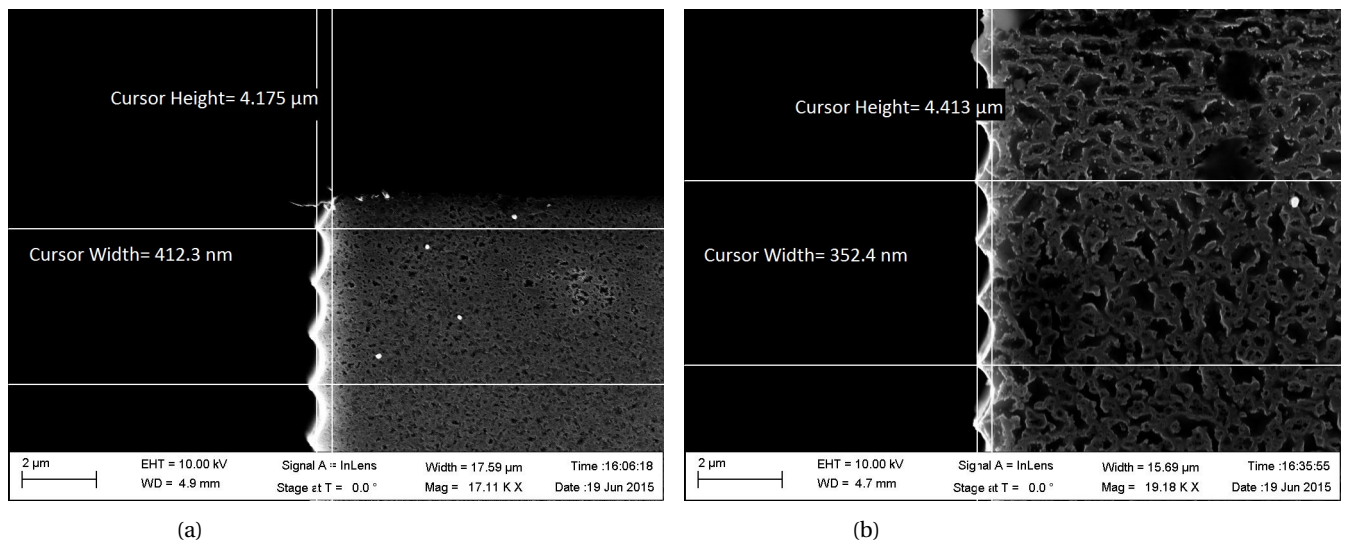 Cursor Height= 4.175 µm
Cursor Width= 412.3 nm
2 µm
EHT = 10.00 kV
Signal A = InLens
Width = 17.59 µm
Time :16:06:18
WD = 4.9 mm
Stage at T = 0.0 °
Mag = 17.11 K X
Date :19 Jun 2015
(a)
Cursor Height= 4.413 µm
Cursor Width= 352.4 nm
2 µm
EHT = 10.00 kV
Signal A = InLens
Width = 15.69 µm
Time :16:35:55
WD = 4.7 mm
Stage at T = 0.0 °
Mag = 19.18 K X
Date :19 Jun 2015
(b)